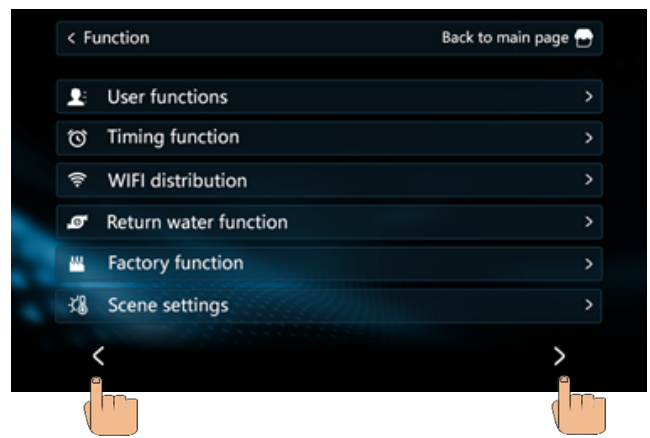 Function
Back to main page
User functions
Timing function
WIFI distribution
Return water function
Factory function
Scene settings